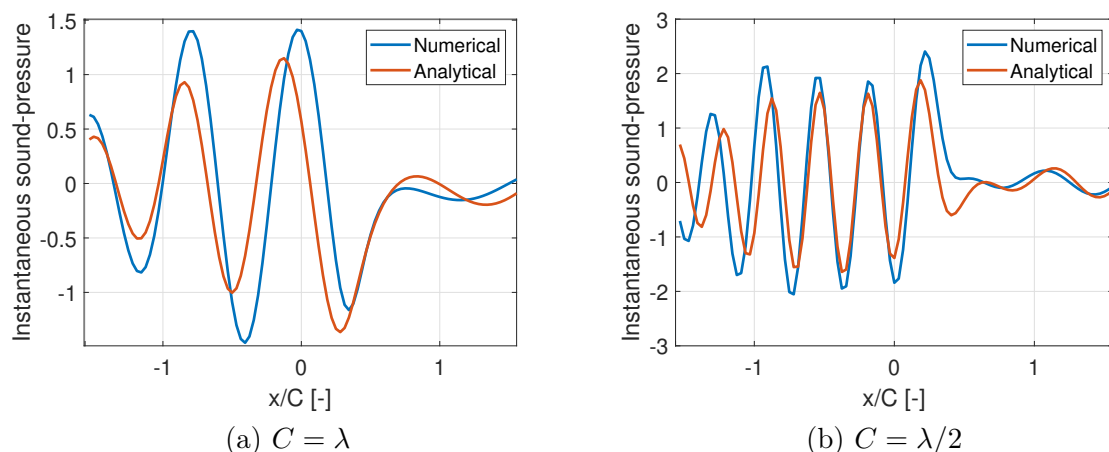 Instantaneous sound-pressure
1.5
1
0.5
0
-0.5
-1
-1
0
1
x/C [-]
Numerical
Analytical
(a) C = λ
Instantaneous sound-pressure
3
2
1
0
-1
-2
-3
-1
0
1
x/C [-]
Numerical
Analytical
(b) C = λ/2